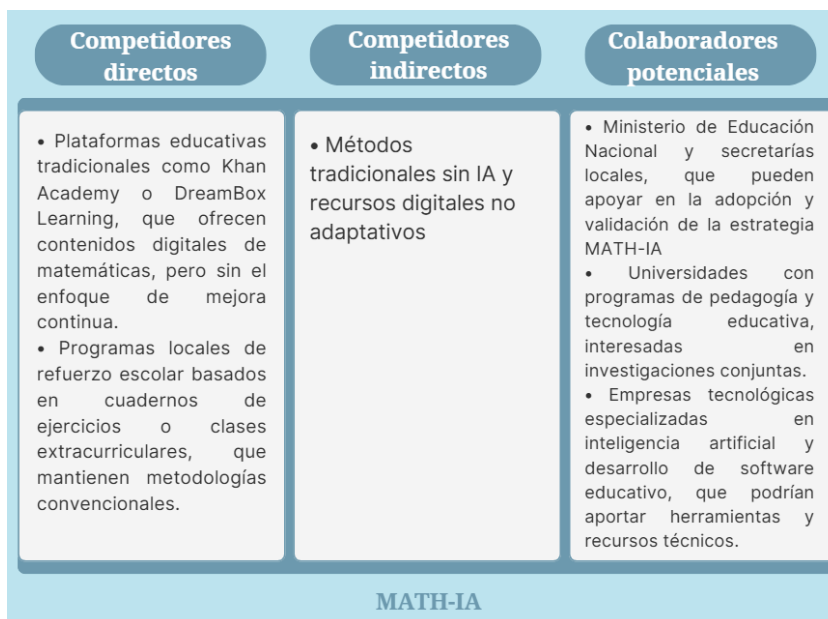 Competidores
directos
• Plataformas educativas
tradicionales como Khan
Academy o DreamBox
Learning, que ofrecen
contenidos digitales de
matemáticas, pero sin el
enfoque de mejora
continua.
• Programas locales de
refuerzo escolar basados
en cuadernos de
ejercicios o clases
extracurriculares, que
mantienen metodologías
convencionales.
Competidores
indirectos
• Métodos
tradicionales sin IA y
recursos digitales no
adaptativos
Colaboradores
potenciales
• Ministerio de Educación
Nacional y secretarías
locales, que pueden
apoyar en la adopción y
validación de la estrategia
MATH-IA
• Universidades con
programas de pedagogía y
tecnología educativa,
interesadas en
investigaciones conjuntas.
• Empresas tecnológicas
especializadas en
inteligencia artificial y
desarrollo de software
educativo, que podrían
aportar herramientas y
recursos técnicos.
MATH-IA